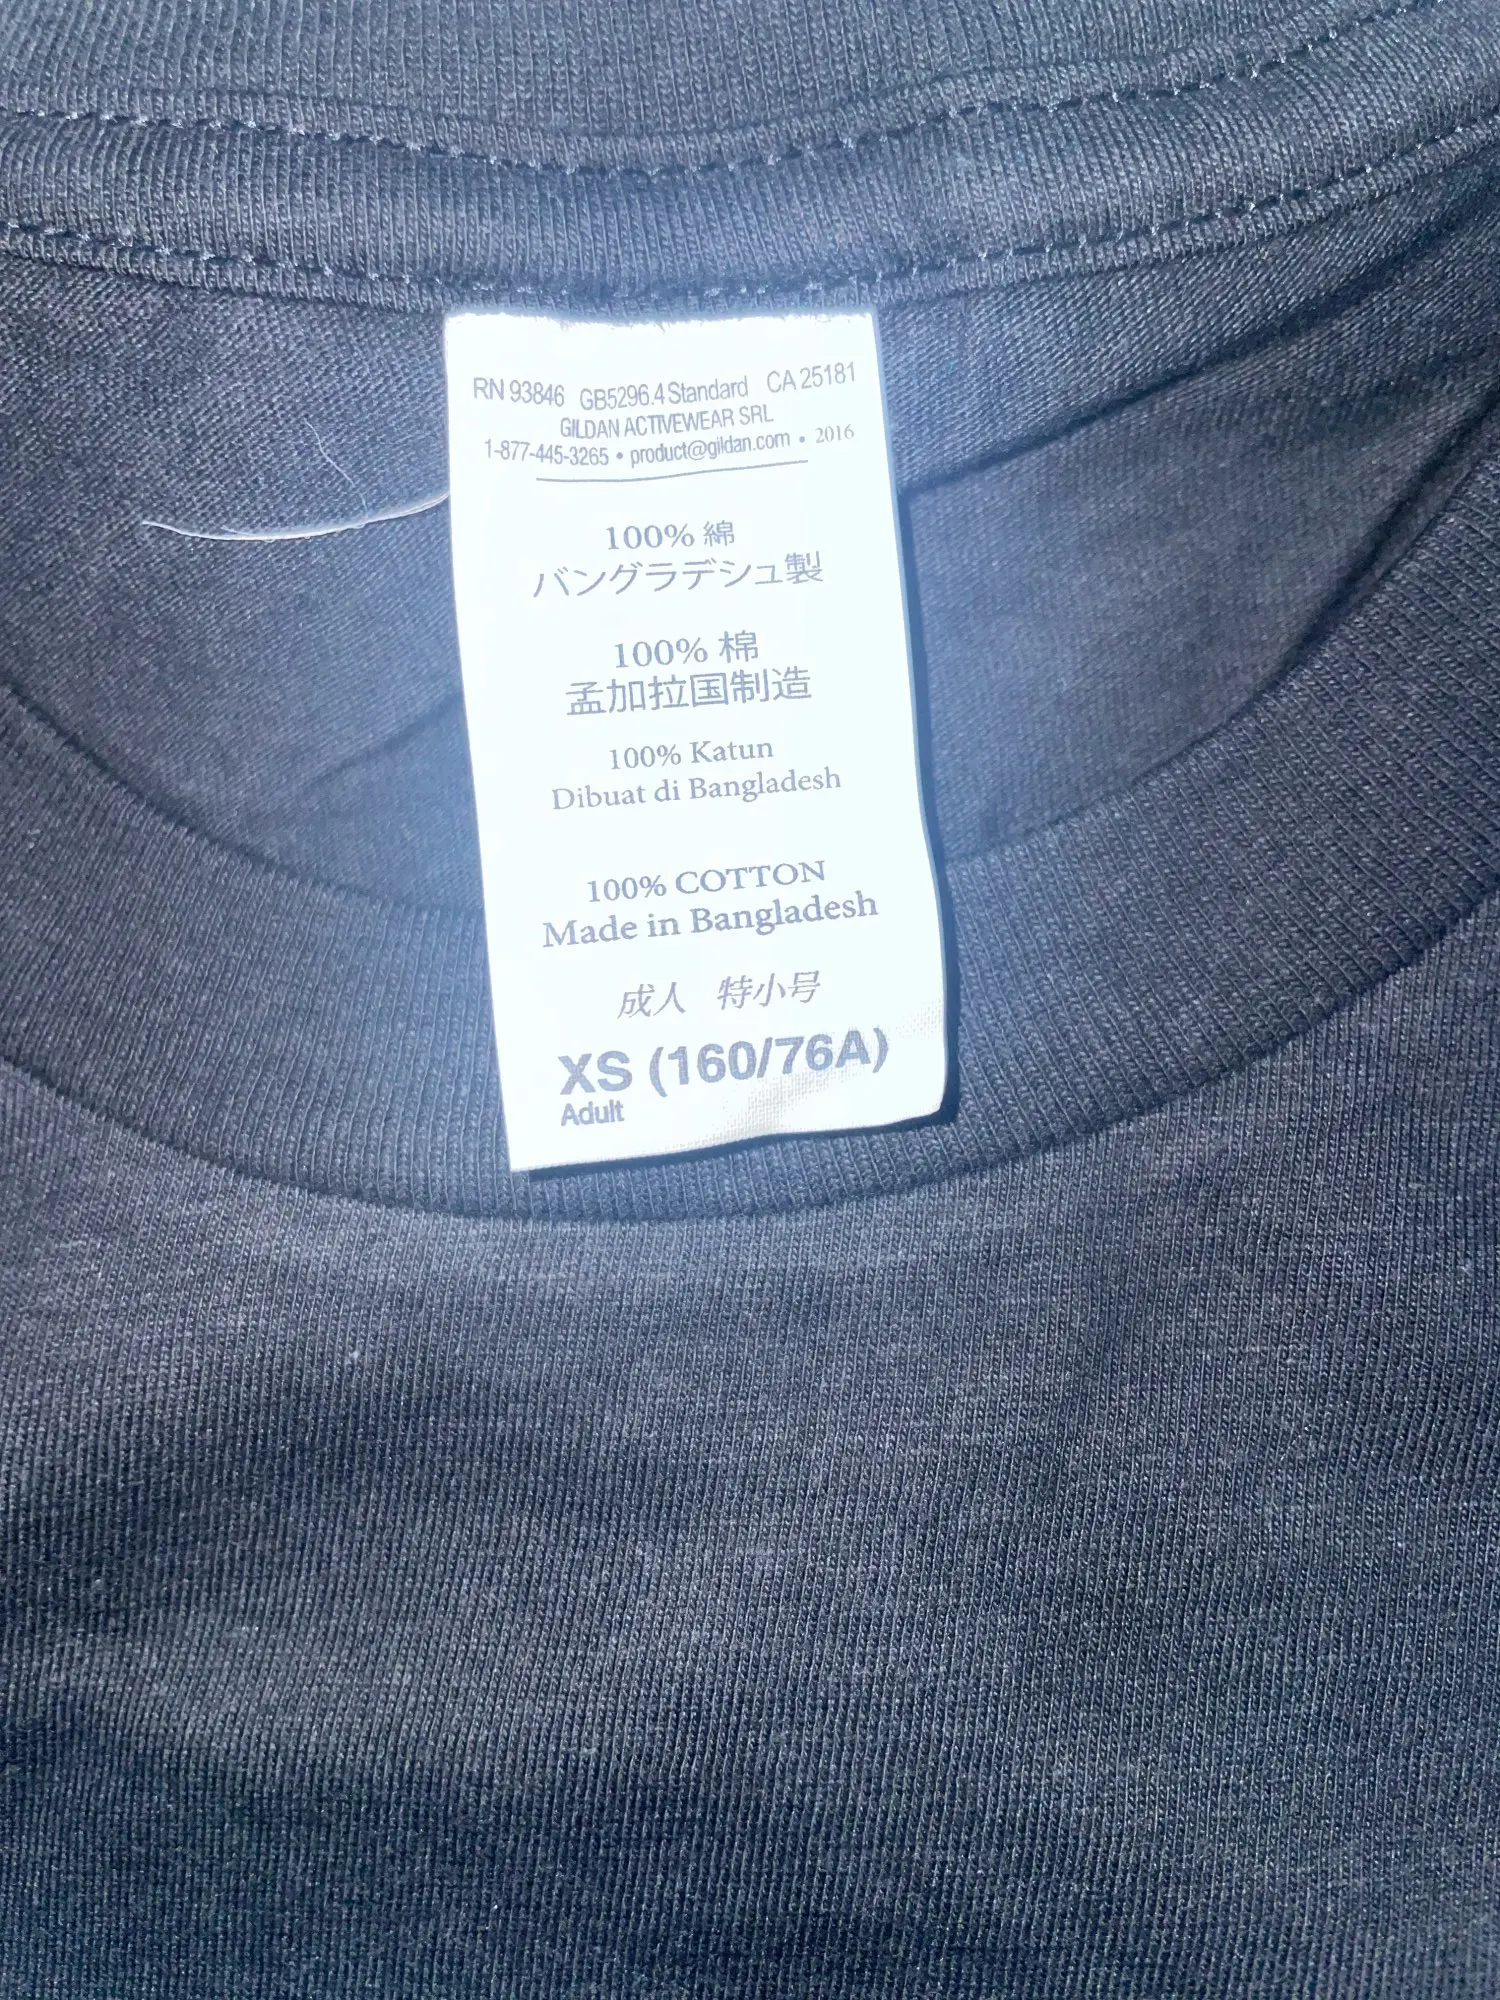 RN 93846 GB5296.4 Standard CA 25181
GILDAN ACTIVEWEAR SRL
1-877-445-3265 • product@gildan.com • 2016
100% 綿
バングラデシュ製
100% 棉
孟加拉国制造
100% Katun
Dibuat di Bangladesh
100% COTTON
Made in Bangladesh
成人 特小号
XS (160/76A)
Adult